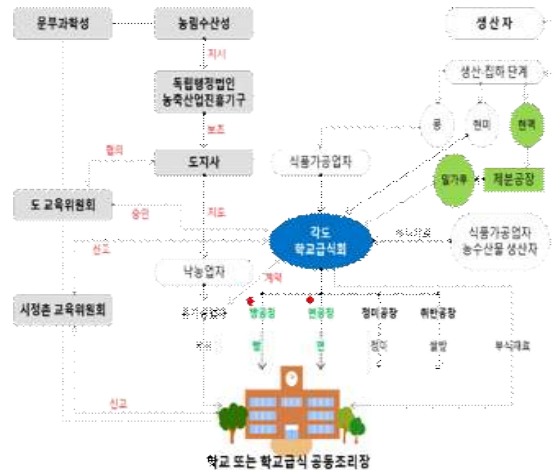 문부과학성
농림수산성
생산자
지시
독립행정법인
농축산업진흥기구
생산·집하 단계
콩
현미
현맥
보조
협의
도지사
식품가공업자
밀가루
제분공장
도 교육위원회
승인
지도
각도
학교급식회
식품가공업자
농수산물 생산자
신고
낙농업자
계약
시정촌 교육위원회
빵공장
면공장
정미공장
취반공장
빵
면
정미
쌀밥
부식재료
신고
학교 또는 학교급식 공동조리장